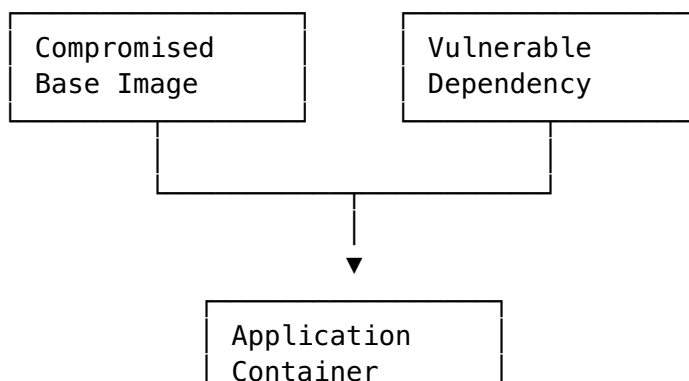 Compromised
Base Image
Vulnerable
Dependency
Application
Container